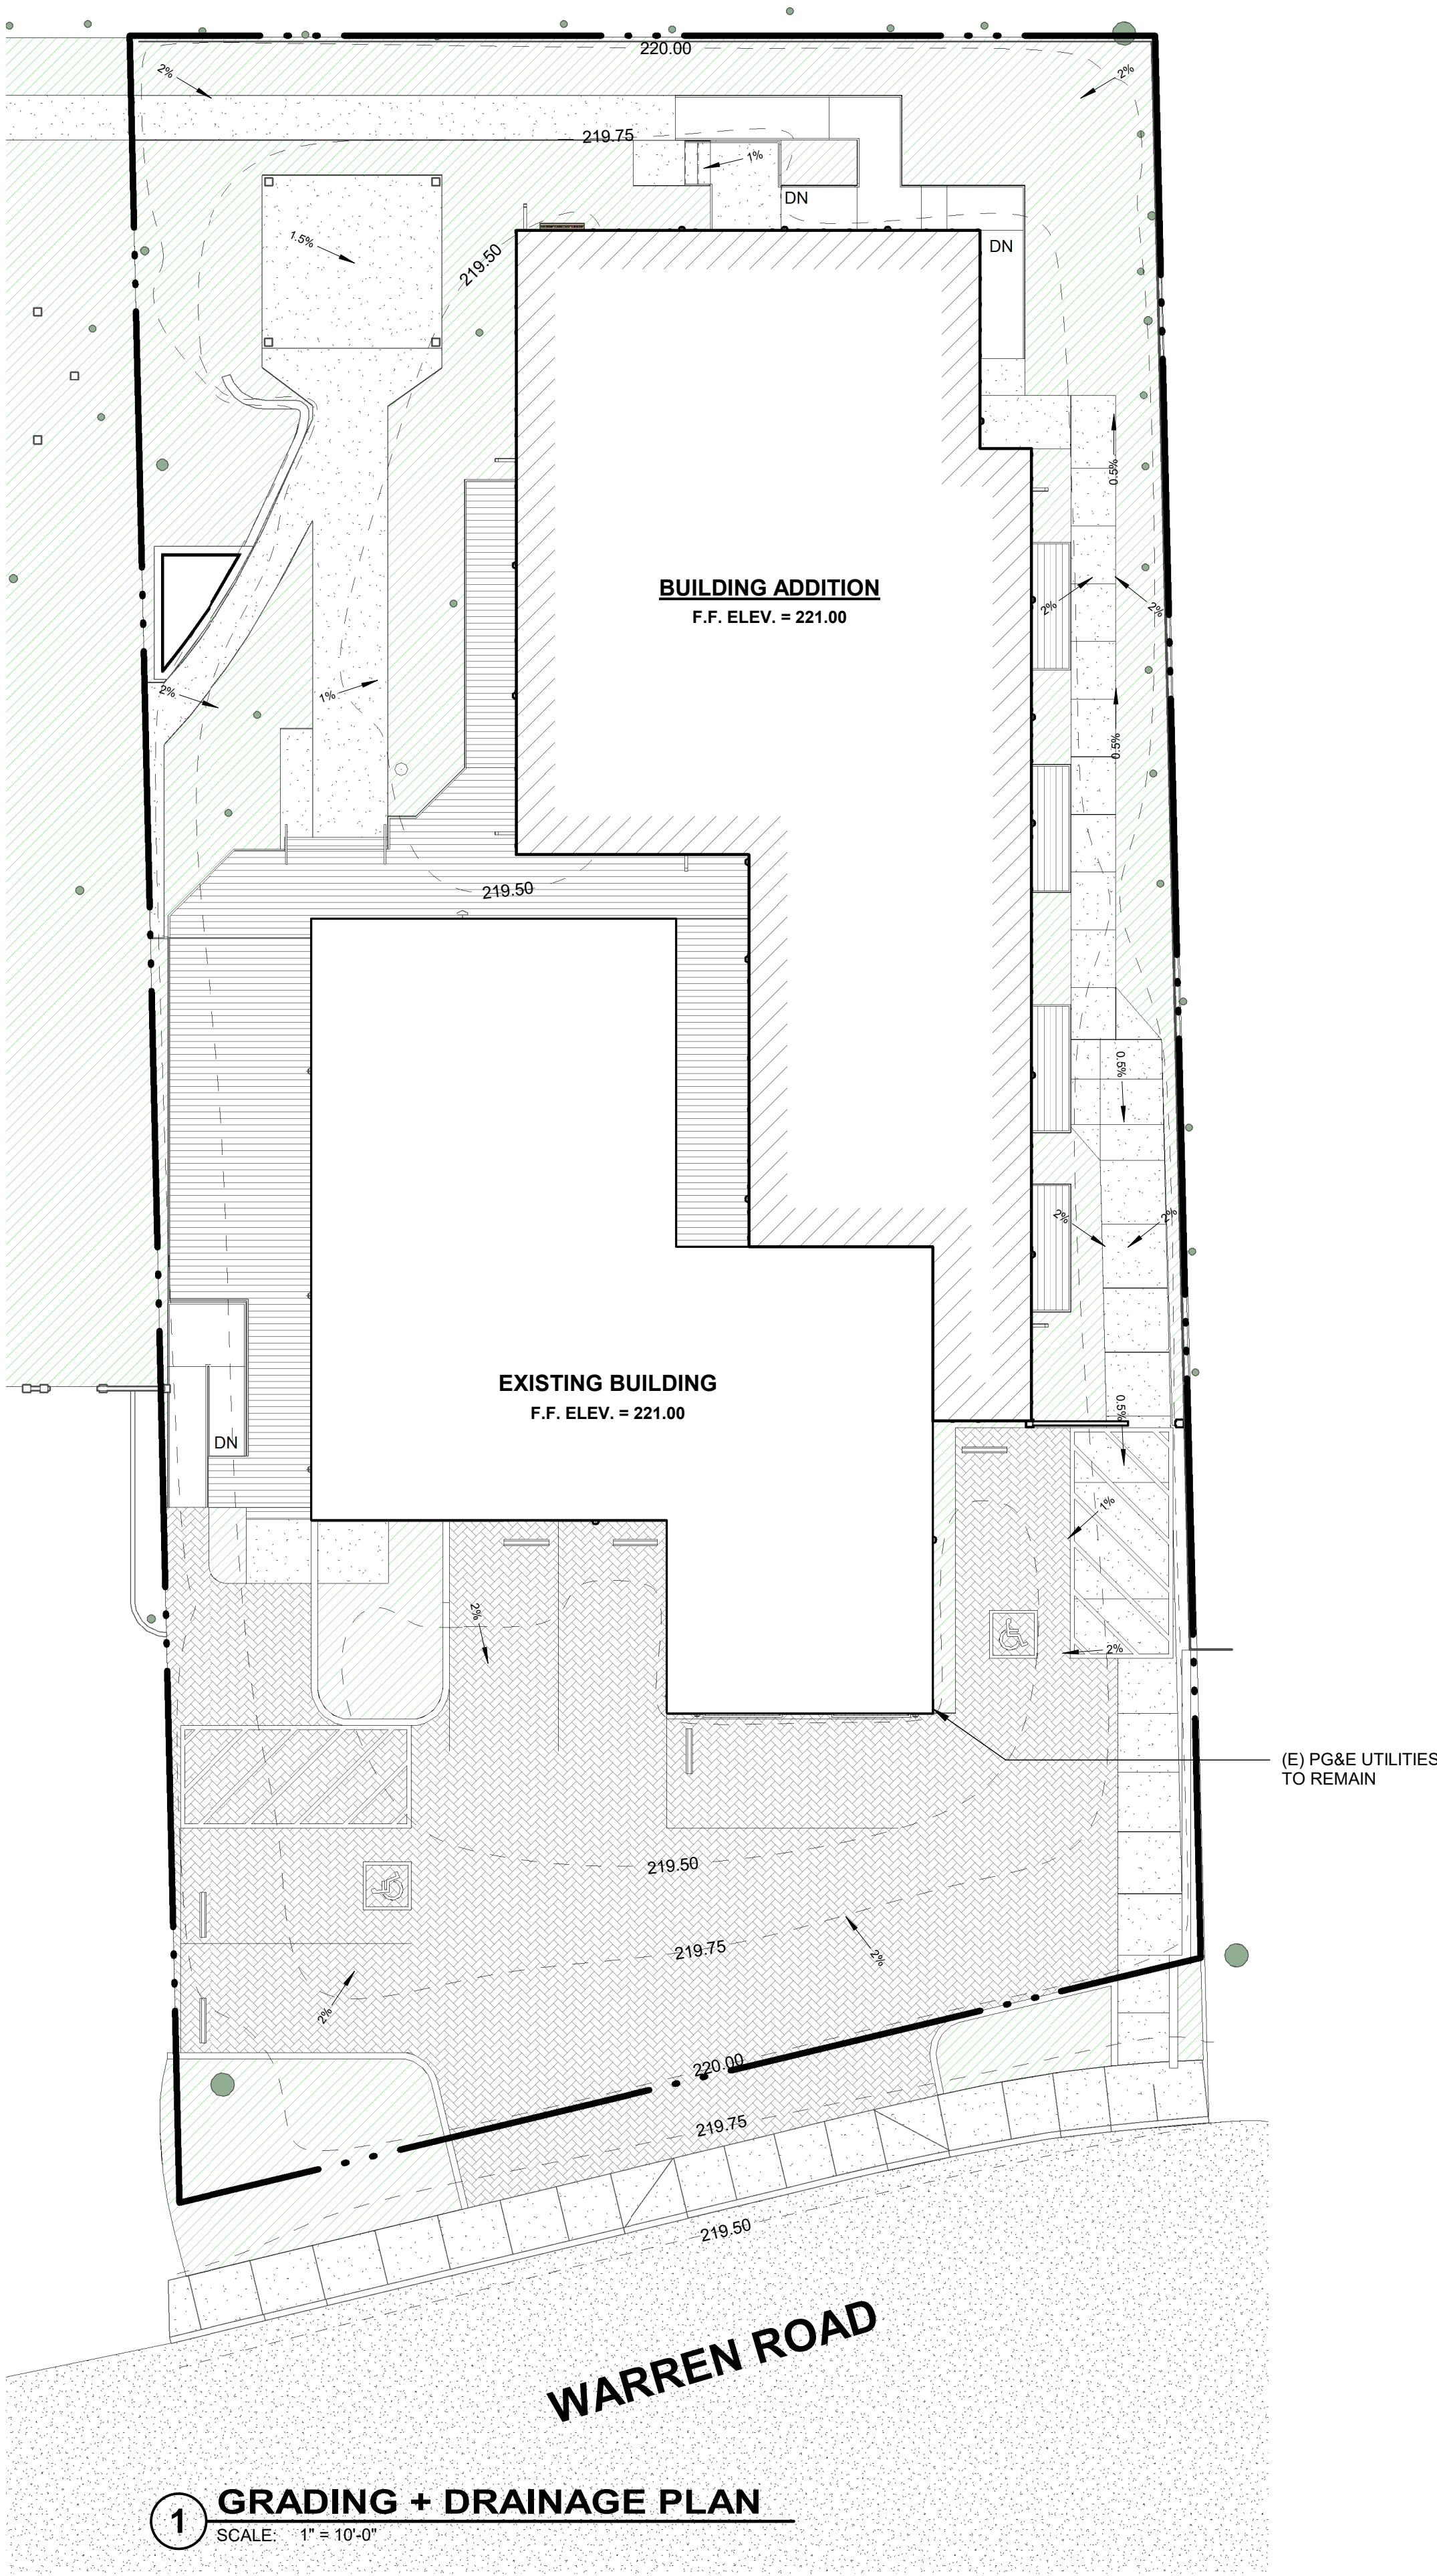 220.00
2%
2%
219.75
1%
DN
1.5%
219.50
DN
0.5%
BUILDING ADDITION
F.F. ELEV. = 221.00
2%
2%
2%
1%
0.5%
219.50
0.5%
2%
2%
EXISTING BUILDING
F.F. ELEV. = 221.00
0.5%
DN
1%
2%
2%
(E) PG&E UTILITIES
TO REMAIN
219.50
219.75
2%
2%
220.00
219.75
219.50
WARREN ROAD
1 GRADING + DRAINAGE PLAN
SCALE: 1" = 10'-0"